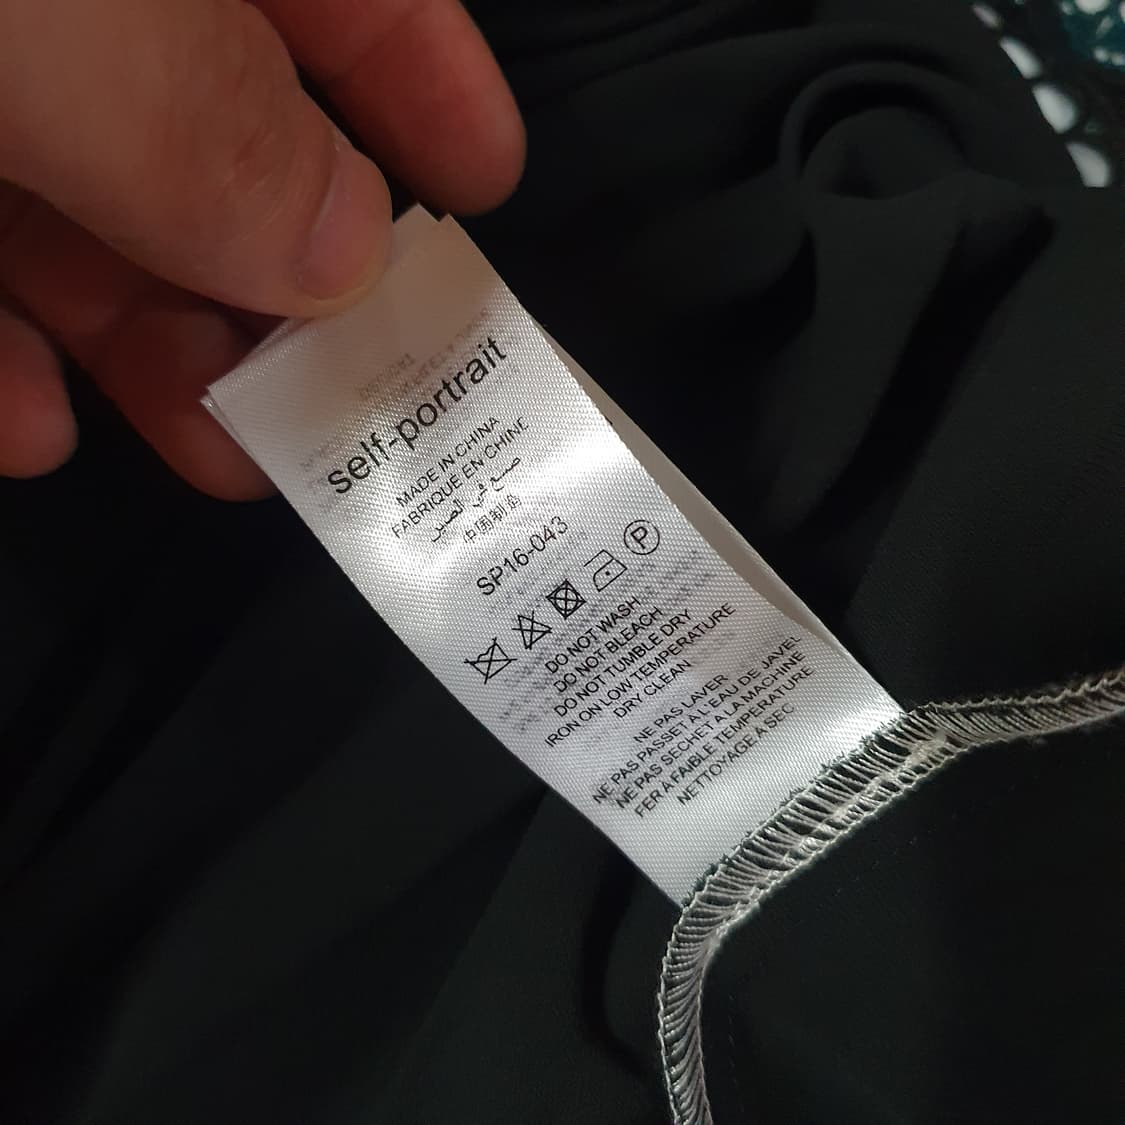 self-portrait
MADE IN CHINA
FABRIQUÉ EN CHINE
صنع في الصين
中国制造
SP16-043
P
DO NOT WASH
DO NOT BLEACH
DO NOT TUMBLE DRY
IRON ON LOW TEMPERATURE
DRY CLEAN
NE PAS LAVER
NE PAS PASSET A L'EAU DE JAVEL
NE PAS SECHET A LA MACHINE
FER A FAIBLE TEMPERATURE
NETTOYAGE A SEC